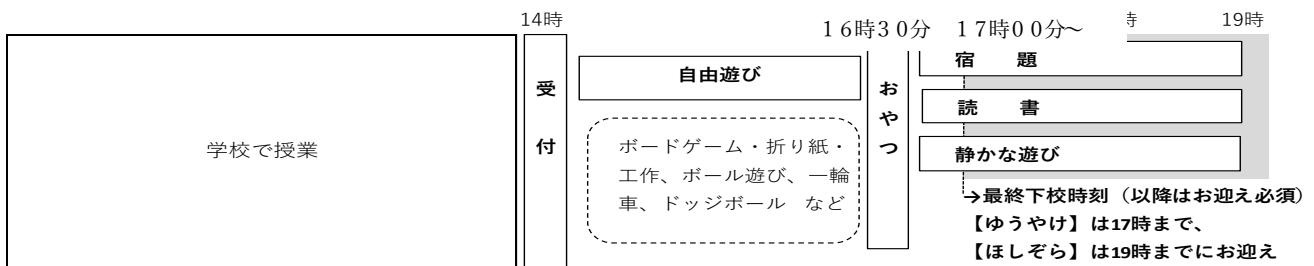 14時
16時30分 17時00分～
時
19時
学校で授業
受付
自由遊び
ボードゲーム・折り紙・
工作、ボール遊び、一輪
車、ドッジボール など
おやつ
宿 題
読 書
静かな遊び
→最終下校時刻（以降はお迎え必須）
【ゆうやけ】は17時まで、
【ほしぞら】は19時までにお迎え